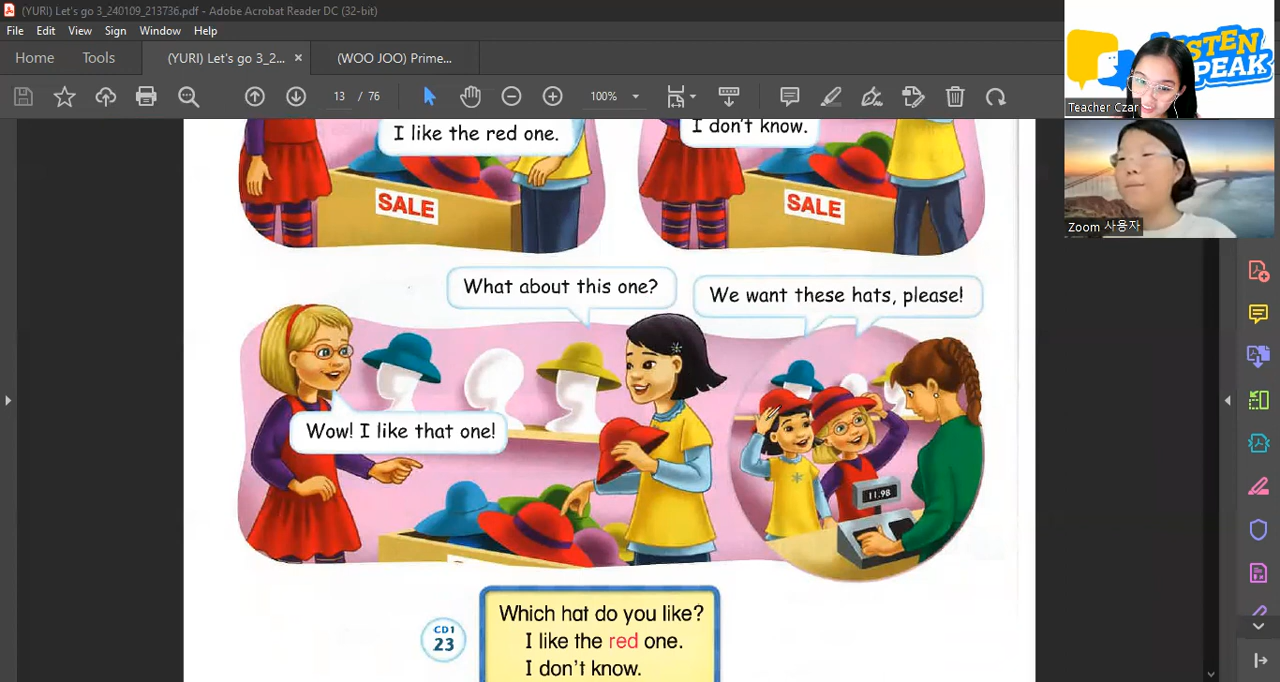 (YURI) Let's go 3_240109_213736.pdf - Adobe Acrobat Reader DC (32-bit)
File Edit View Sign Window Help
Home Tools (YURI) Let's go 3_2... × (WOO JOO) Prime...
13 / 76 100%
LISTEN
SPEAK
Teacher Czar
Zoom 사용자
I like the red one.
I don't know.
SALE
SALE
What about this one?
We want these hats, please!
Wow! I like that one!
11.98
CD1
23
Which hat do you like?
I like the red one.
I don't know.